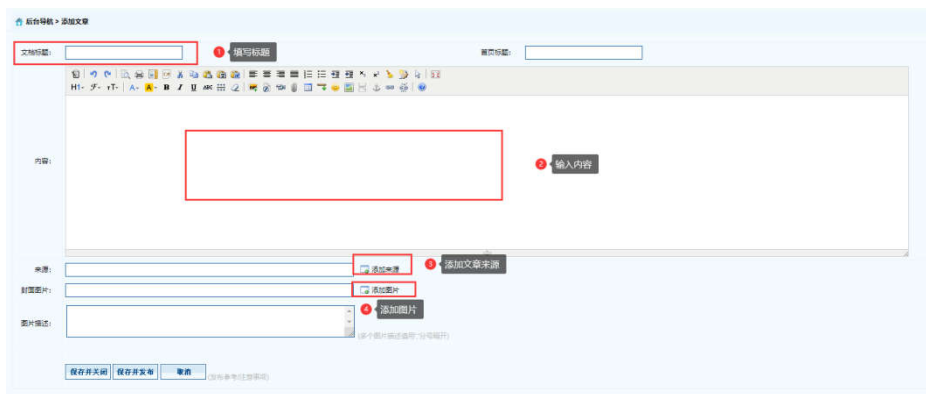 后台导航 > 添加文章
文档标题：
1 填写标题
首页标题：
内容：
2 输入内容
来源：
添加来源
3 添加文章来源
封面图片：
添加图片
4 添加图片
图片描述：
(多个图片描述请用";"分号隔开)
保存并关闭 保存并发布 取消